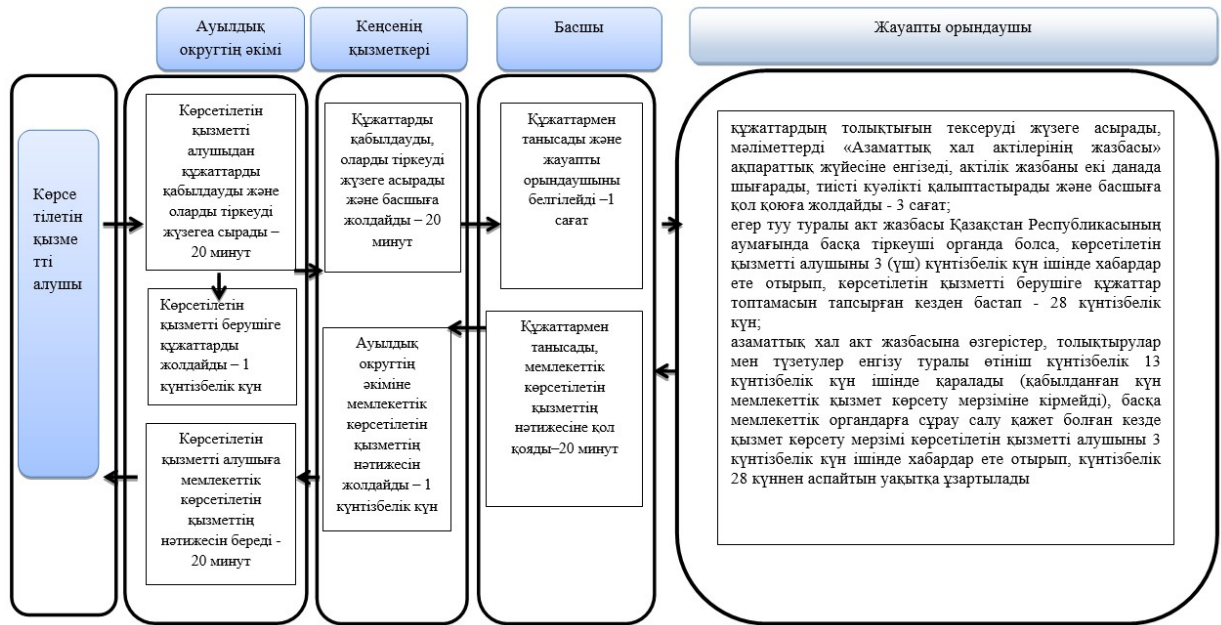 Ауылдық
округтің әкімі
Кеңсенің
қызметкері
Басшы
Жауапты орындаушы
Көрсе
тілетін
қызме
тті
алушы
Көрсетілетін
қызметті
алушыдан
құжаттарды
қабылдауды және
оларды тіркеуді
жүзегеа сырады –
20 минут
Көрсетілетін
қызметті берушіге
құжаттарды
жолдайды – 1
күнтізбелік күн
Көрсетілетін
қызметті алушыға
мемлекеттік
көрсетілетін
қызметтің
нәтижесін береді -
20 минут
Құжаттарды
қабылдауды,
оларды тіркеуді
жүзеге асырады
және басшыға
жолдайды – 20
минут
Ауылдық
округтің
әкіміне
мемлекеттік
көрсетілетін
қызметтің
нәтижесін
жолдайды – 1
күнтізбелік күн
Құжаттармен
танысады және
жауапты
орындаушыны
белгілейді –1
сағат
Құжаттармен
танысады,
мемлекеттік
көрсетілетін
қызметтің
нәтижесіне қол
қояды–20 минут
құжаттардың толықтығын тексеруді жүзеге асырады,
мәліметтерді «Азаматтық хал актілерінің жазбасы»
ақпараттық жүйесіне енгізеді, актілік жазбаны екі данада
шығарады, тиісті куәлікті қалыптастырады және басшыға
қол қоюға жолдайды - 3 сағат;
егер туу туралы акт жазбасы Қазақстан Республикасының
аумағында басқа тіркеуші органда болса, көрсетілетін
қызметті алушыны 3 (үш) күнтізбелік күн ішінде хабардар
ете отырып, көрсетілетін қызметті берушіге құжаттар
топтамасын тапсырған кезден бастап - 28 күнтізбелік
күн;
азаматтық хал акт жазбасына өзгерістер, толықтырулар
мен түзетулер енгізу туралы өтініш күнтізбелік 13
күнтізбелік күн ішінде қаралады (қабылданған күн
мемлекеттік қызмет көрсету мерзіміне кірмейді), басқа
мемлекеттік органдарға сұрау салу қажет болған кезде
қызмет көрсету мерзімі көрсетілетін қызметті алушыны 3
күнтізбелік күн ішінде хабардар ете отырып, күнтізбелік
28 күннен аспайтын уақытқа ұзартылады